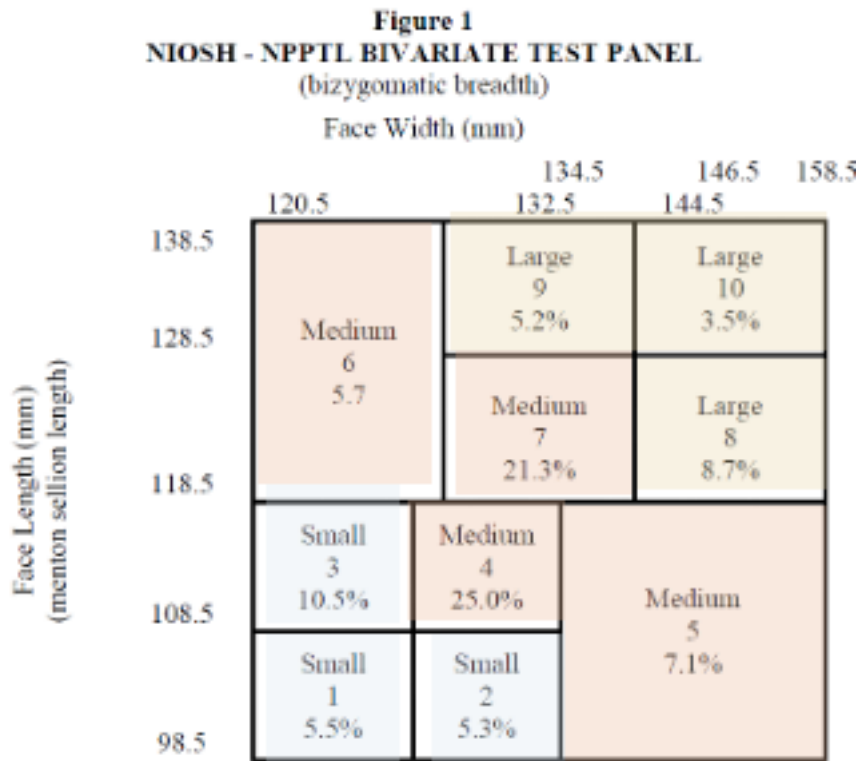 Figure 1
NIOSH - NPPTL BIVARIATE TEST PANEL
(bizygomatic breadth)
Face Width (mm)
134.5 146.5 158.5
120.5 132.5 144.5
138.5
128.5
118.5
108.5
98.5
Face Length (mm)
(menton sellion length)
Medium
6
5.7
Large
9
5.2%
Large
10
3.5%
Medium
7
21.3%
Large
8
8.7%
Small
3
10.5%
Medium
4
25.0%
Medium
5
7.1%
Small
1
5.5%
Small
2
5.3%